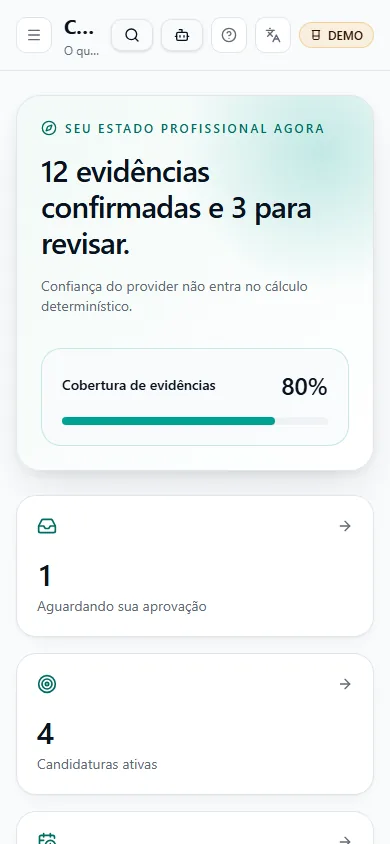 C...
O qu...
DEMO
SEU ESTADO PROFISSIONAL AGORA
12 evidências
confirmadas e 3 para
revisar.
Confiança do provider não entra no cálculo
determinístico.
Cobertura de evidências
80%
1
Aguardando sua aprovação
4
Candidaturas ativas